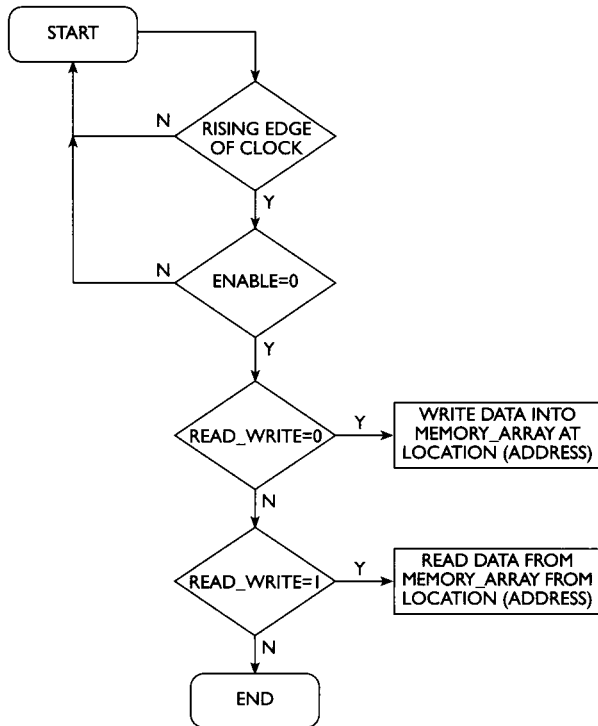 START
N
RISING EDGE
OF CLOCK
Y
N
ENABLE=0
Y
READ_WRITE=0
Y
WRITE DATA INTO
MEMORY_ARRAY AT
LOCATION (ADDRESS)
N
READ_WRITE=1
Y
READ DATA FROM
MEMORY_ARRAY FROM
LOCATION (ADDRESS)
N
END